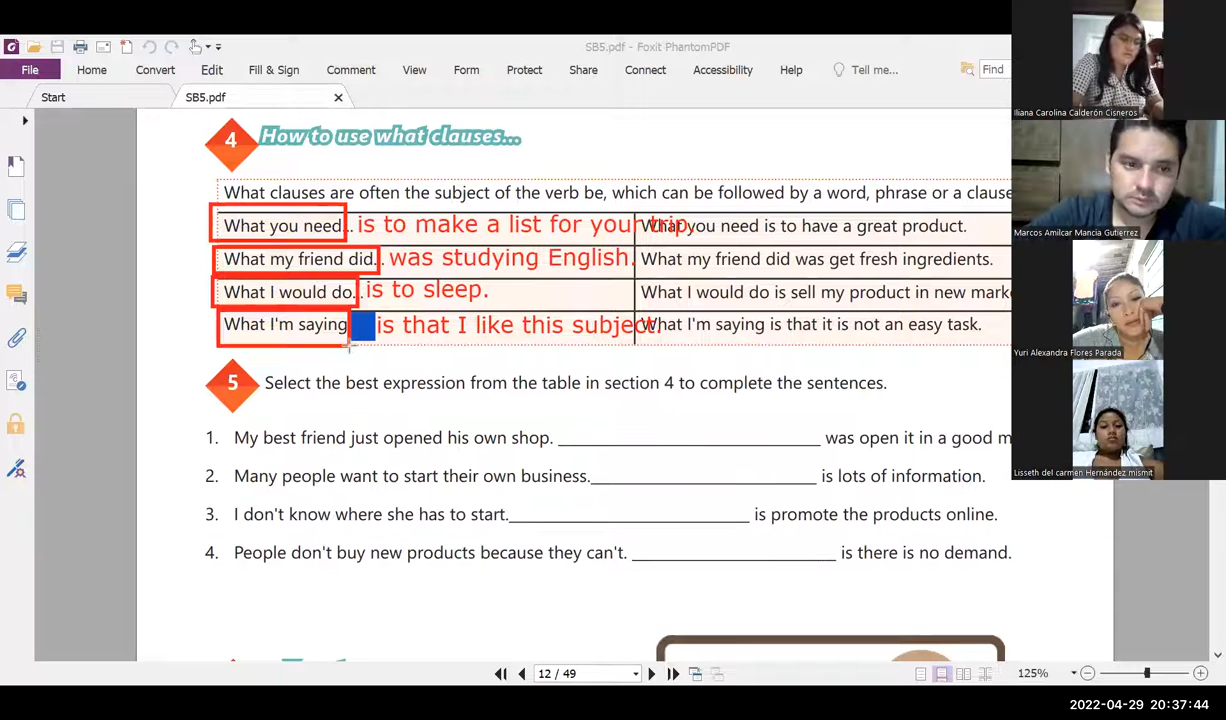 SB5.pdf - Foxit PhantomPDF
File Home Convert Edit Fill & Sign Comment View Form Protect Share Connect Accessibility Help Tell me... Find
Start SB5.pdf
4 How to use what clauses...
What clauses are often the subject of the verb be, which can be followed by a word, phrase or a clause
What you need... is to make a list for your trip. What you need is to have a great product.
What my friend did... was studying English. What my friend did was get fresh ingredients.
What I would do... is to sleep. What I would do is sell my product in new mark
What I'm saying is that I like this subject. What I'm saying is that it is not an easy task.
5 Select the best expression from the table in section 4 to complete the sentences.
1. My best friend just opened his own shop. ____________________ was open it in a good m
2. Many people want to start their own business. ____________________ is lots of information.
3. I don't know where she has to start. ____________________ is promote the products online.
4. People don't buy new products because they can't. ____________________ is there is no demand.
12 / 49
125%
Iliana Carolina Calderón Cisneros
Marcos Amilcar Mancia Gutierrez
Yuri Alexandra Flores Parada
Lisseth del carmen Hernández mismit
2022-04-29 20:37:44